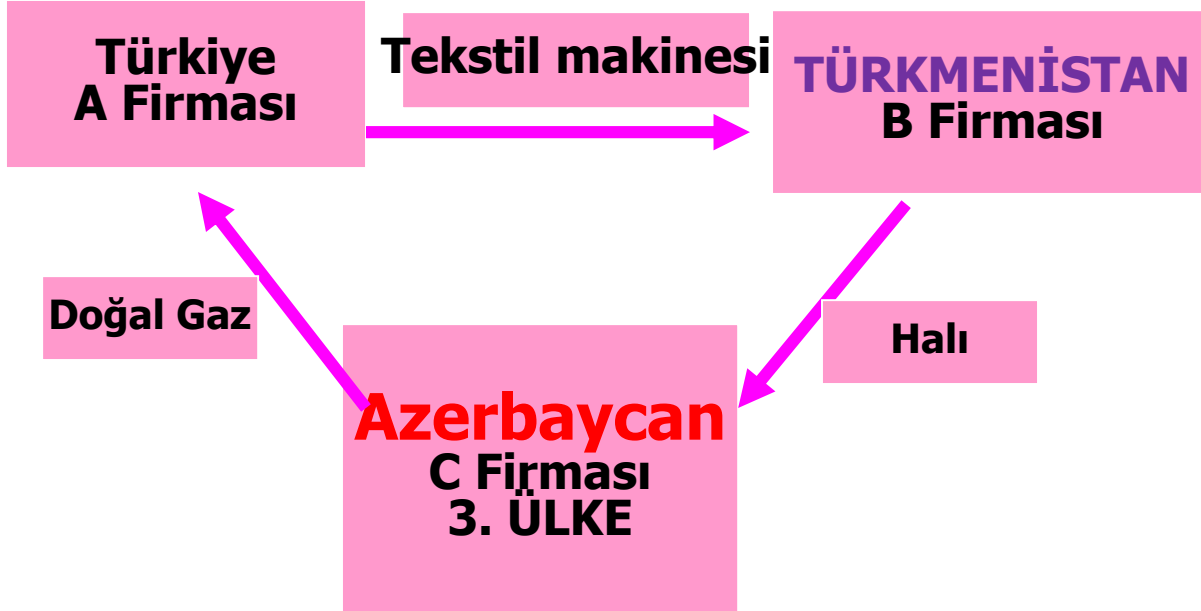 Türkiye
A Firması
Tekstil makinesi
TÜRKMENİSTAN
B Firması
Doğal Gaz
Halı
Azerbaycan
C Firması
3. ÜLKE